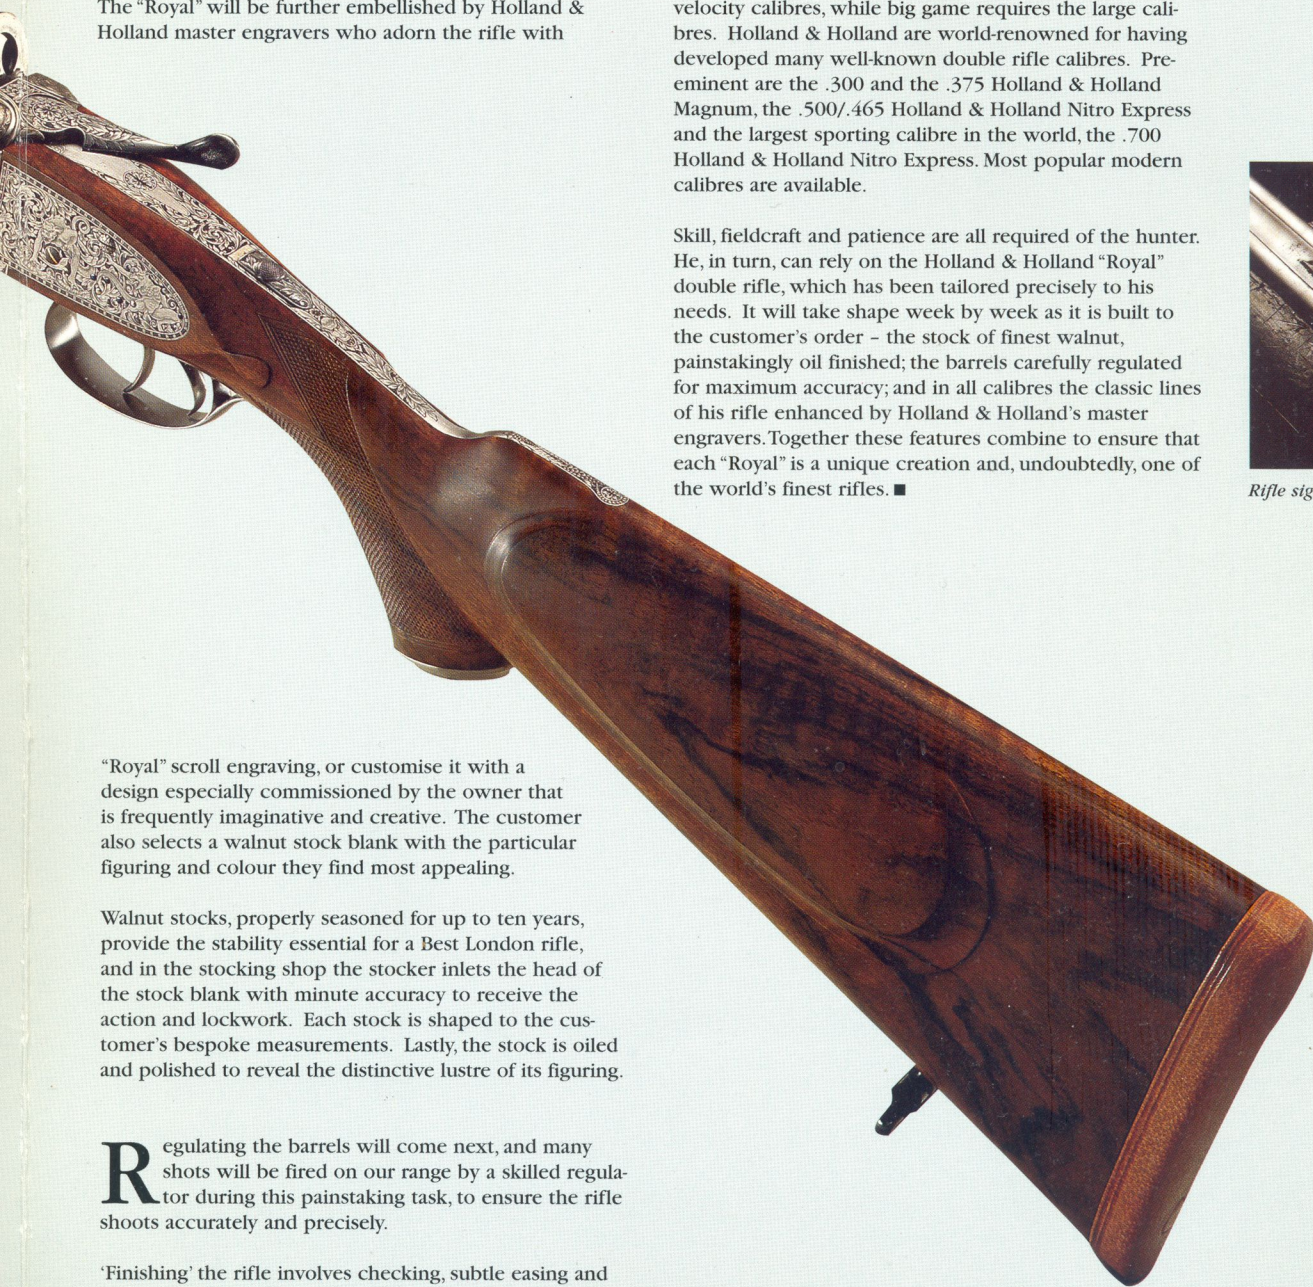 The “Royal” will be further embellished by Holland &
Holland master engravers who adorn the rifle with
“Royal” scroll engraving, or customise it with a
design especially commissioned by the owner that
is frequently imaginative and creative. The customer
also selects a walnut stock blank with the particular
figuring and colour they find most appealing.
Walnut stocks, properly seasoned for up to ten years,
provide the stability essential for a Best London rifle,
and in the stocking shop the stocker inlets the head of
the stock blank with minute accuracy to receive the
action and lockwork. Each stock is shaped to the cus-
tomer’s bespoke measurements. Lastly, the stock is oiled
and polished to reveal the distinctive lustre of its figuring.
Regulating the barrels will come next, and many
shots will be fired on our range by a skilled regula-
tor during this painstaking task, to ensure the rifle
shoots accurately and precisely.
‘Finishing’ the rifle involves checking, subtle easing and
velocity calibres, while big game requires the large cali-
bres. Holland & Holland are world-renowned for having
developed many well-known double rifle calibres. Pre-
eminent are the .300 and the .375 Holland & Holland
Magnum, the .500/.465 Holland & Holland Nitro Express
and the largest sporting calibre in the world, the .700
Holland & Holland Nitro Express. Most popular modern
calibres are available.
Skill, fieldcraft and patience are all required of the hunter.
He, in turn, can rely on the Holland & Holland “Royal”
double rifle, which has been tailored precisely to his
needs. It will take shape week by week as it is built to
the customer’s order – the stock of finest walnut,
painstakingly oil finished; the barrels carefully regulated
for maximum accuracy; and in all calibres the classic lines
of his rifle enhanced by Holland & Holland’s master
engravers. Together these features combine to ensure that
each “Royal” is a unique creation and, undoubtedly, one of
the world’s finest rifles. ■
Rifle sig